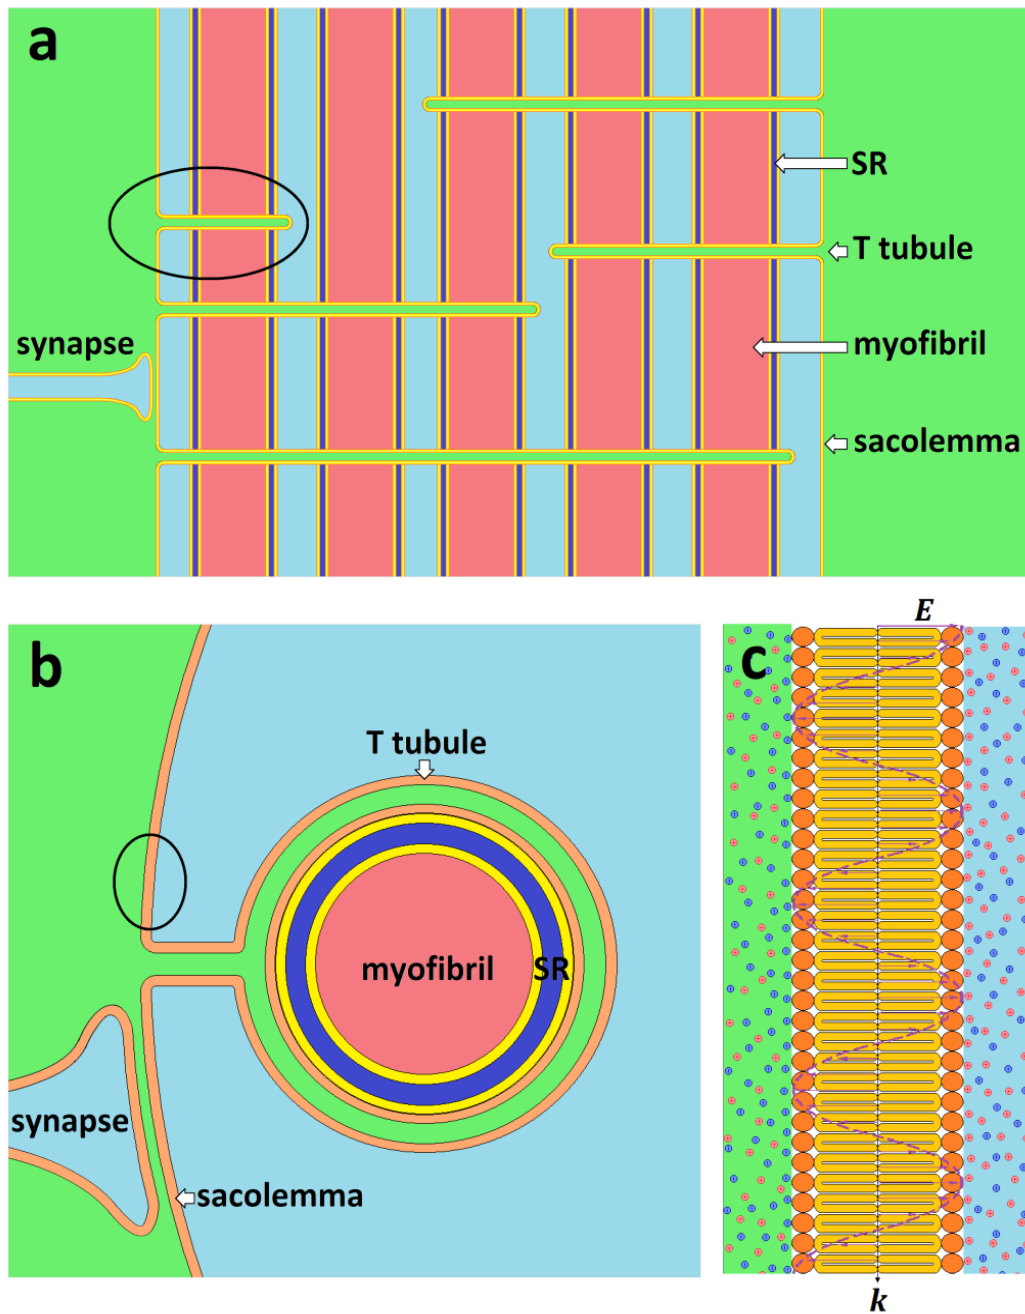 a
SR
T tubule
synapse
myofibril
sacolemma
E
b
c
T tubule
myofibril
SR
synapse
sacolemma
k